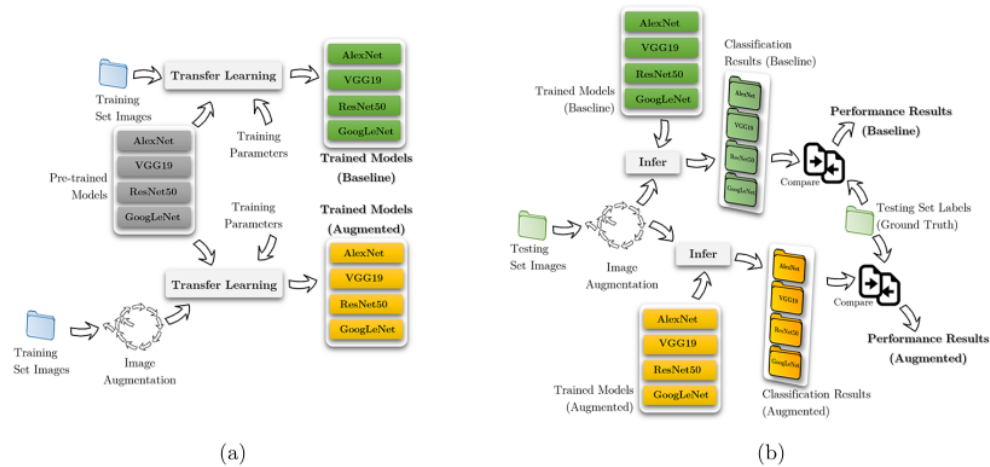 AlexNet
VGG19
ResNet50
GoogLeNet
Transfer Learning
Training
Set Images
Training
Parameters
Trained Models
(Baseline)
AlexNet
VGG19
ResNet50
GoogLeNet
Pre-trained
Models
Training
Parameters
Trained Models
(Augmented)
AlexNet
VGG19
ResNet50
GoogLeNet
Transfer Learning
Training
Set Images
Image
Augmentation
(a)
AlexNet
VGG19
ResNet50
GoogLeNet
Trained Models
(Baseline)
Classification
Results (Baseline)
AlexNet
VGG19
ResNet50
GoogLeNet
Performance Results
(Baseline)
Infer
Compare
Testing Set Labels
(Ground Truth)
Testing
Set Images
Image
Augmentation
Infer
AlexNet
VGG19
ResNet50
GoogLeNet
Compare
Performance Results
(Augmented)
AlexNet
VGG19
ResNet50
GoogLeNet
Trained Models
(Augmented)
Classification Results
(Augmented)
(b)